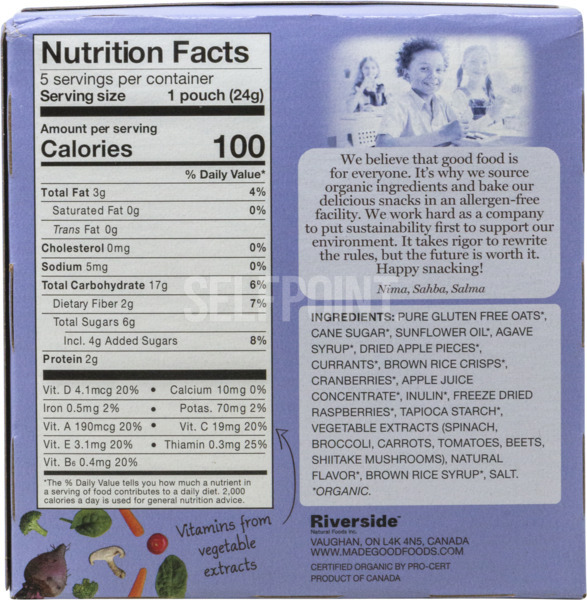 Nutrition Facts
5 servings per container
Serving size 1 pouch (24g)
Amount per serving
Calories 100
% Daily Value*
Total Fat 3g 4%
Saturated Fat 0g 0%
Trans Fat 0g
Cholesterol 0mg 0%
Sodium 5mg 0%
Total Carbohydrate 17g 6%
Dietary Fiber 2g 7%
Total Sugars 6g
Incl. 4g Added Sugars 8%
Protein 2g
Vit. D 4.1mcg 20% • Calcium 10mg 0%
Iron 0.5mg 2% • Potas. 70mg 2%
Vit. A 190mcg 20% • Vit. C 19mg 20%
Vit. E 3.1mg 20% • Thiamin 0.3mg 25%
Vit. B6 0.4mg 20%
*The % Daily Value tells you how much a nutrient in
a serving of food contributes to a daily diet. 2,000
calories a day is used for general nutrition advice.
Vitamins from
vegetable
extracts
We believe that good food is
for everyone. It's why we source
organic ingredients and bake our
delicious snacks in an allergen-free
facility. We work hard as a company
to put sustainability first to support our
environment. It takes rigor to rewrite
the rules, but the future is worth it.
Happy snacking!
Nima, Sahba, Salma
SELFPOINT
INGREDIENTS: PURE GLUTEN FREE OATS*,
CANE SUGAR*, SUNFLOWER OIL*, AGAVE
SYRUP*, DRIED APPLE PIECES*,
CURRANTS*, BROWN RICE CRISPS*,
CRANBERRIES*, APPLE JUICE
CONCENTRATE*, INULIN*, FREEZE DRIED
RASPBERRIES*, TAPIOCA STARCH*,
VEGETABLE EXTRACTS (SPINACH,
BROCCOLI, CARROTS, TOMATOES, BEETS,
SHIITAKE MUSHROOMS), NATURAL
FLAVOR*, BROWN RICE SYRUP*, SALT.
*ORGANIC.
Riverside™
Natural Foods Inc.
VAUGHAN, ON L4K 4N5, CANADA
WWW.MADEGOODFOODS.COM
CERTIFIED ORGANIC BY PRO-CERT
PRODUCT OF CANADA